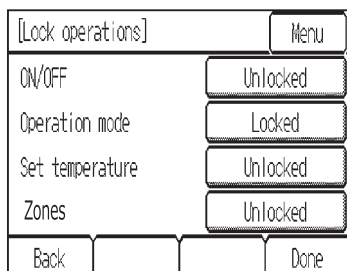 [Lock operations] Menu
ON/OFF Unlocked
Operation mode Locked
Set temperature Unlocked
Zones Unlocked
Back Done